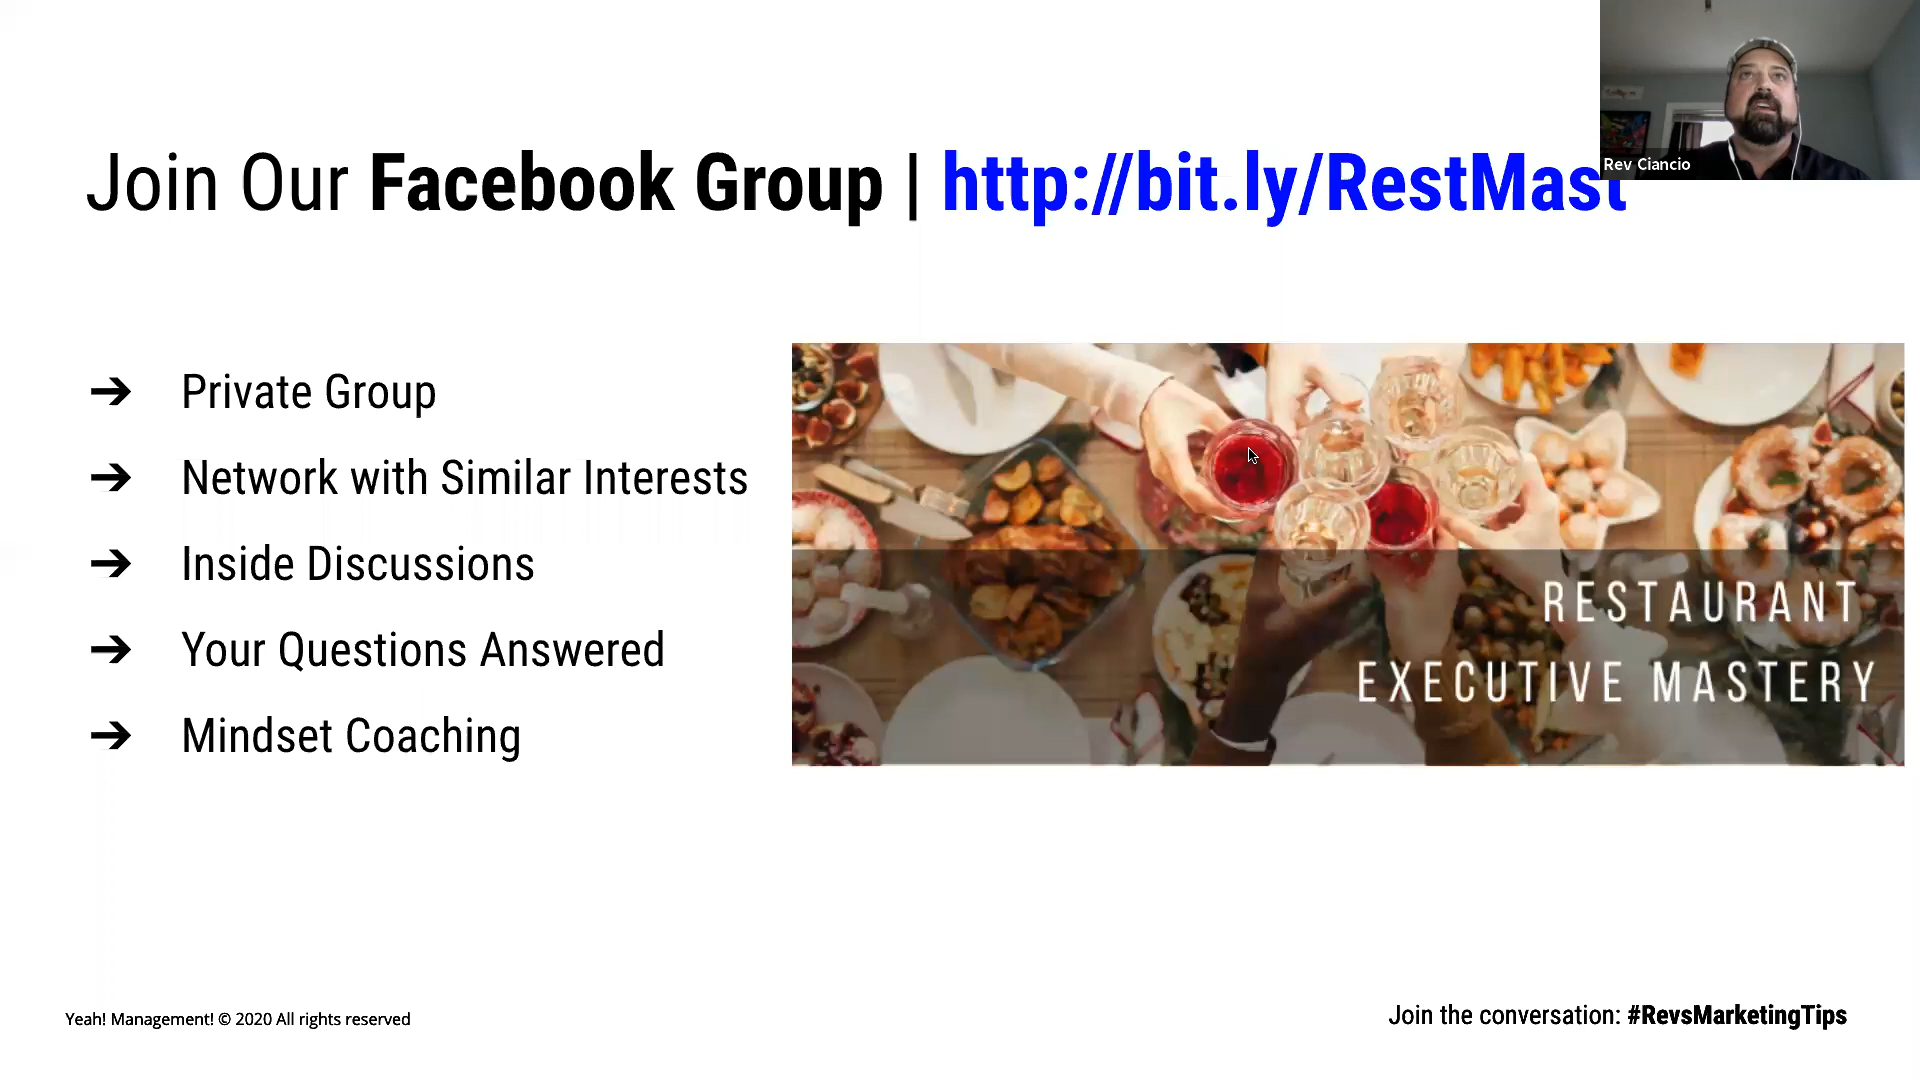 Join Our Facebook Group | http://bit.ly/RestMast
Rev Ciancio
➔ Private Group
➔ Network with Similar Interests
➔ Inside Discussions
➔ Your Questions Answered
➔ Mindset Coaching
RESTAURANT
EXECUTIVE MASTERY
Yeah! Management! © 2020 All rights reserved
Join the conversation: #RevsMarketingTips